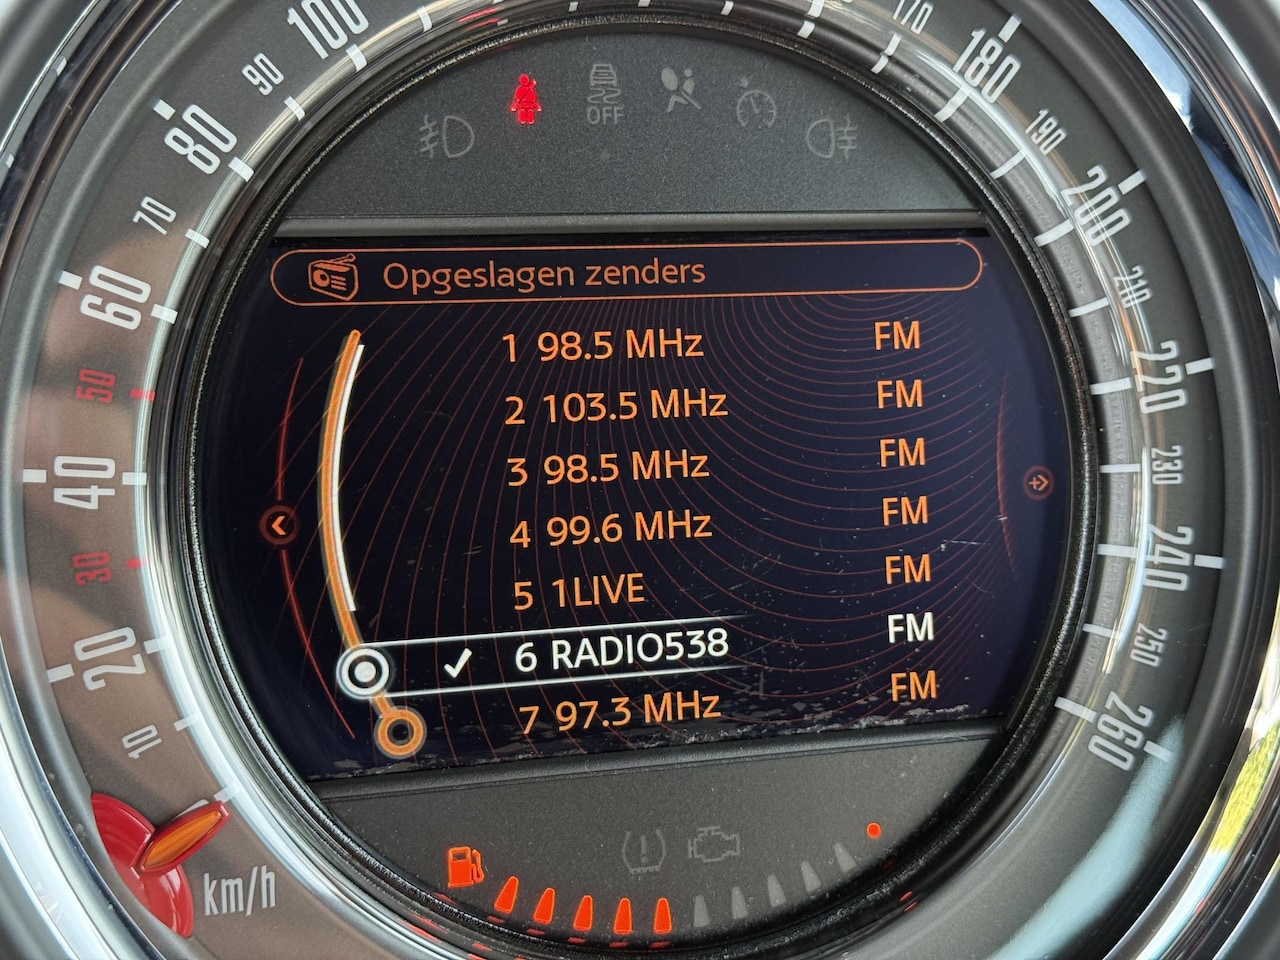 100
90
80
70
60
50
40
30
20
10
km/h
170
180
190
200
210
220
230
240
250
260
OFF
Opgeslagen zenders
1 98.5 MHz FM
2 103.5 MHz FM
3 98.5 MHz FM
4 99.6 MHz FM
5 1LIVE FM
6 RADIO538 FM
7 97.3 MHz FM